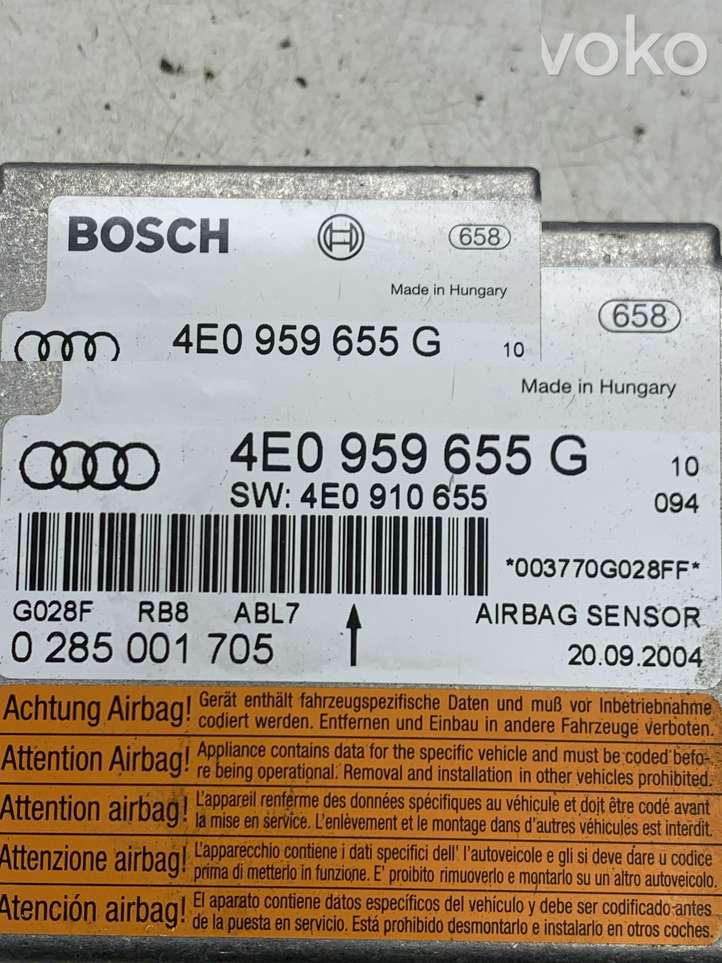 voko
BOSCH
658
Made in Hungary
4E0 959 655 G
10
658
Made in Hungary
4E0 959 655 G
10
SW: 4E0 910 655
094
*003770G028FF*
G028F RB8 ABL7
AIRBAG SENSOR
0 285 001 705
20.09.2004
Achtung Airbag! Gerät enthält fahrzeugspezifische Daten und muß vor Inbetriebnahme
codiert werden. Entfernen und Einbau in andere Fahrzeuge verboten.
Attention Airbag! Appliance contains data for the specific vehicle and must be coded befo-
re being operational. Removal and installation in other vehicles prohibited.
Attention airbag! L'appareil renferme des données spécifiques au véhicule et doit être codé avant
la mise en service. L'enlèvement et le montage dans d'autres véhicules est interdit.
Attenzione airbag! L'apparecchio contiene i dati specifici dell' l'autoveicole e gli si deve dare u codice
prima di metterlo in funzione. E' proibito rimuoverlo e montarlo su un altro autoveicolo.
Atención airbag! El aparato contiene datos específicos del vehículo y debe ser codificado antes
de la puesta en servicio. Está prohibido desmontarlo e instalarlo en otros coches.